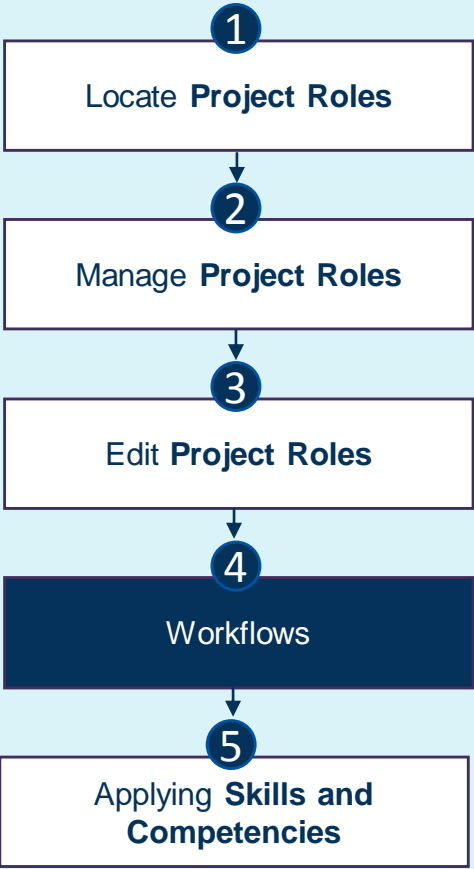 1
Locate Project Roles
2
Manage Project Roles
3
Edit Project Roles
4
Workflows
5
Applying Skills and
Competencies